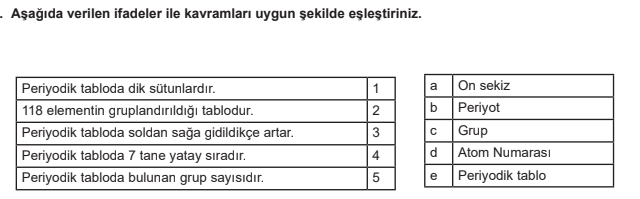 . Aşağıda verilen ifadeler ile kavramları uygun şekilde eşleştiriniz.
Periyodik tabloda dik sütunlardır. 1
118 elementin gruplandırıldığı tablodur. 2
Periyodik tabloda soldan sağa gidildikçe artar. 3
Periyodik tabloda 7 tane yatay sıradır. 4
Periyodik tabloda bulunan grup sayısıdır. 5
a On sekiz
b Periyot
c Grup
d Atom Numarası
e Periyodik tablo